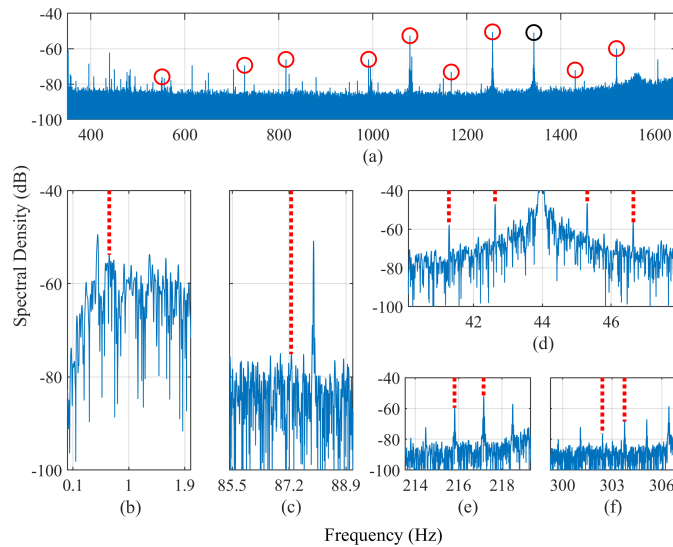 -40
-60
-80
-100
400 600 800 1000 1200 1400 1600
(a)
Spectral Density (dB)
-40
-60
-80
-100
0.1 1 1.9
(b)
85.5 87.2 88.9
(c)
-40
-60
-80
-100
42 44 46
(d)
-40
-60
-80
-100
214 216 218
(e)
300 302 304 306
(f)
Frequency (Hz)